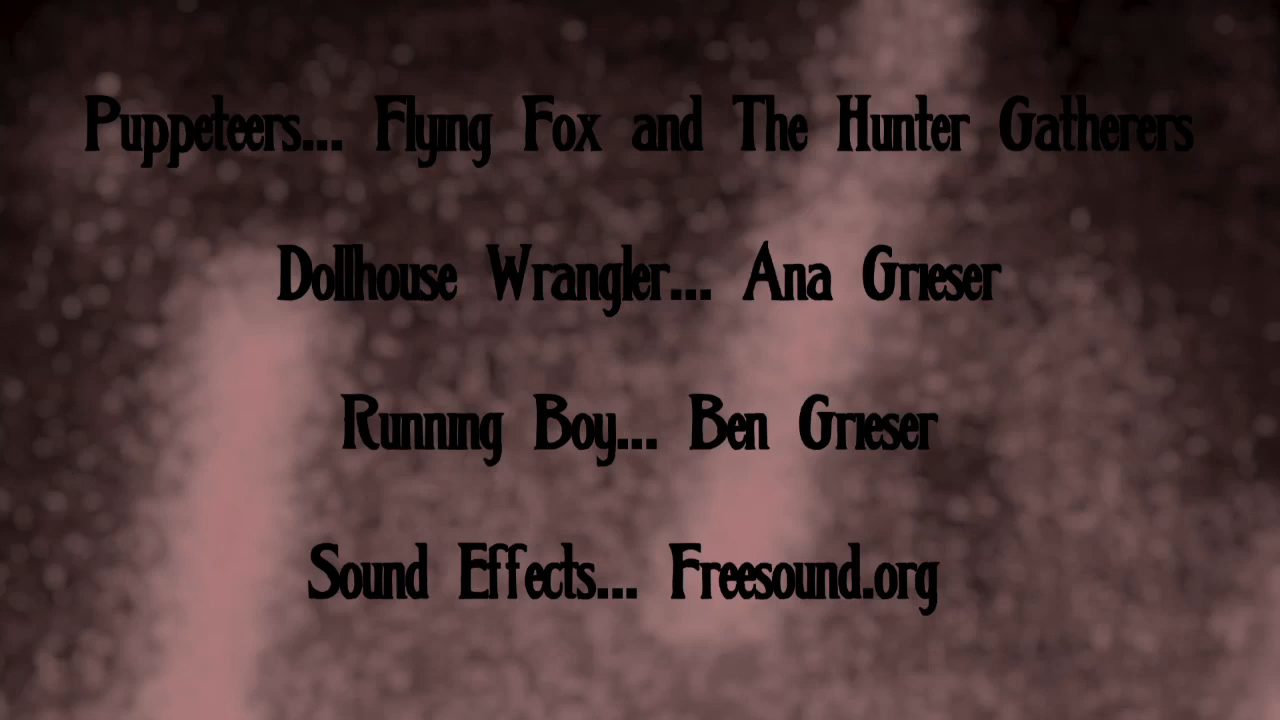 Puppeteers... Flying Fox and The Hunter Gatherers
Dollhouse Wrangler... Ana Grieser
Running Boy... Ben Grieser
Sound Effects... Freesound.org